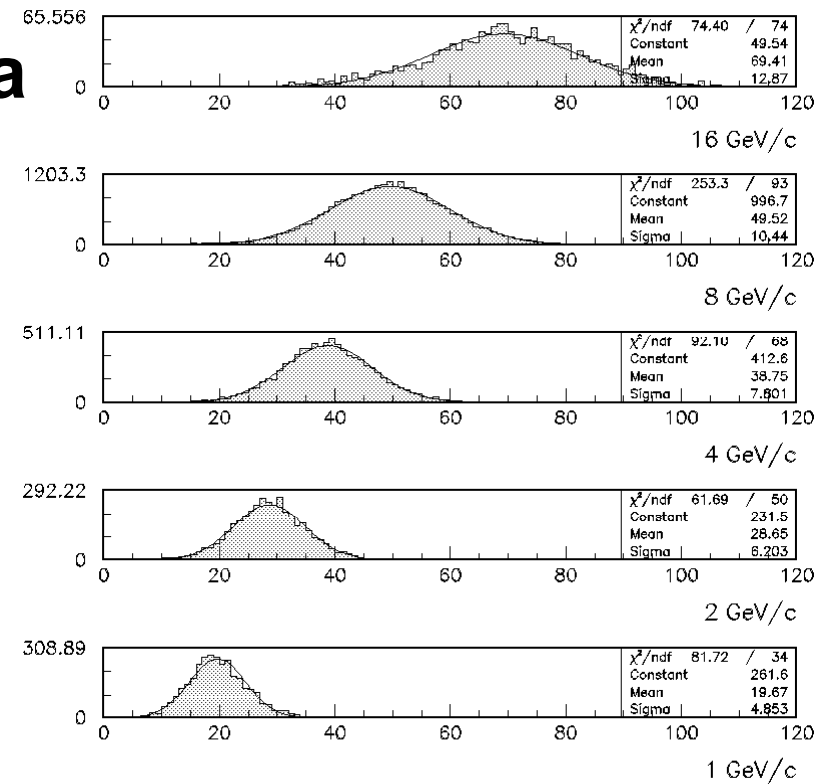 a
65.556
χ²/ndf 74.40 / 74
Constant 49.54
Mean 69.41
Sigma 12.87
0
0 20 40 60 80 100 120
16 GeV/c
1203.3
χ²/ndf 253.3 / 93
Constant 996.7
Mean 49.52
Sigma 10.44
0
0 20 40 60 80 100 120
8 GeV/c
511.11
χ²/ndf 92.10 / 68
Constant 412.6
Mean 38.75
Sigma 7.801
0
0 20 40 60 80 100 120
4 GeV/c
292.22
χ²/ndf 61.69 / 50
Constant 231.5
Mean 28.65
Sigma 6.203
0
0 20 40 60 80 100 120
2 GeV/c
308.89
χ²/ndf 81.72 / 34
Constant 261.6
Mean 19.67
Sigma 4.853
0
0 20 40 60 80 100 120
1 GeV/c